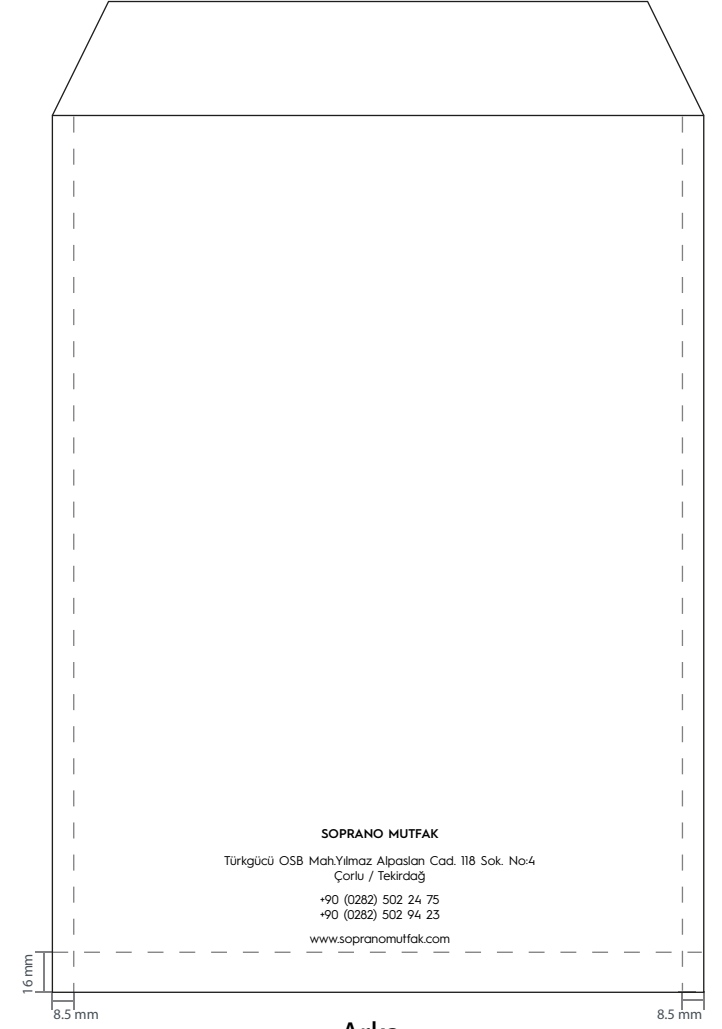 SOPRANO MUTFAK
Türkgücü OSB Mah.Yılmaz Alpaslan Cad. 118 Sok. No:4
Çorlu / Tekirdağ
+90 (0282) 502 24 75
+90 (0282) 502 94 23
www.sopranomutfak.com
16 mm
8.5 mm
8.5 mm